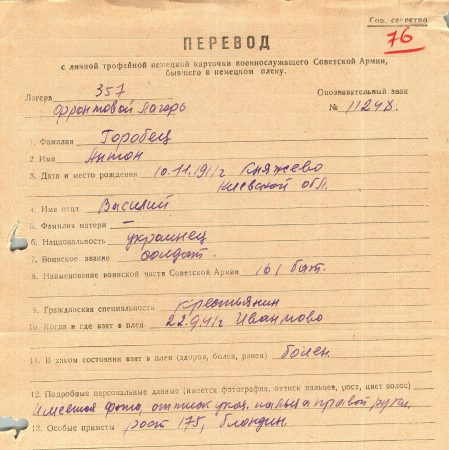 Сов. секретно
76
ПЕРЕВОД
с личной трофейной немецкой карточки военнослужащего Советской Армии,
бывшего в немецком плену.
Лагерь 357
Фронтовой лагерь
Опознавательный знак
№ 11248.
1. Фамилия Горобец
2 Имя Антон
3. Дата и место рождения 10.11.1911г Княжево
Киевской обл.
4. Имя отца Василий
5. Фамилия матери —
6. Национальность украинец
7. Воинское звание солдат.
8. Наименование воинской части Советской Армии 161 бат.
9. Гражданская специальность крестьянин
10. Когда и где взят в плен 22.9.41г Иванково
11. В каком состоянии взят в плен (здоров, болен, ранен) болен.
12. Подробные персональные данные (имеется фотография, оттиск пальцев, рост, цвет волос)
Имеется фото, оттиск указ. пальца правой руки,
13. Особые приметы рост 175, блондин